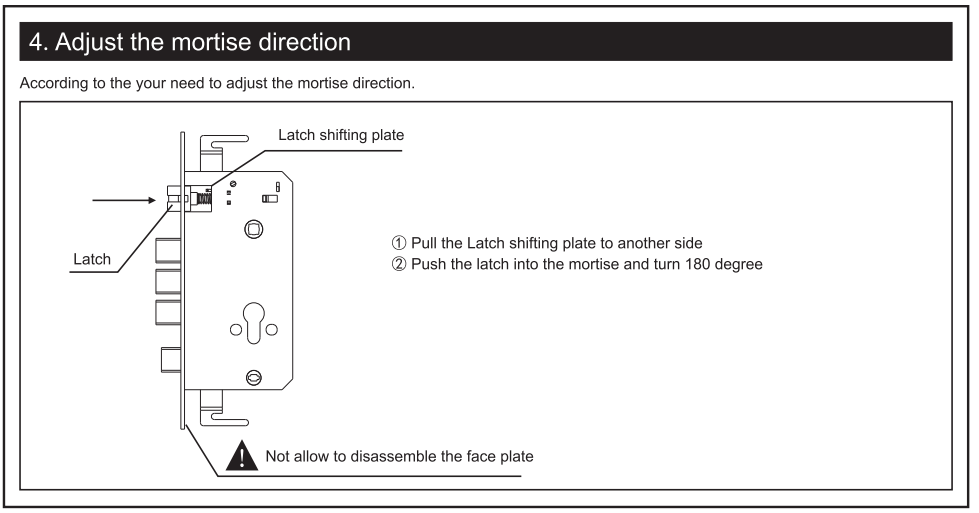 4. Adjust the mortise direction
According to the your need to adjust the mortise direction.
Latch shifting plate
① Pull the Latch shifting plate to another side
Latch
② Push the latch into the mortise and turn 180 degree
Not allow to disassemble the face plate